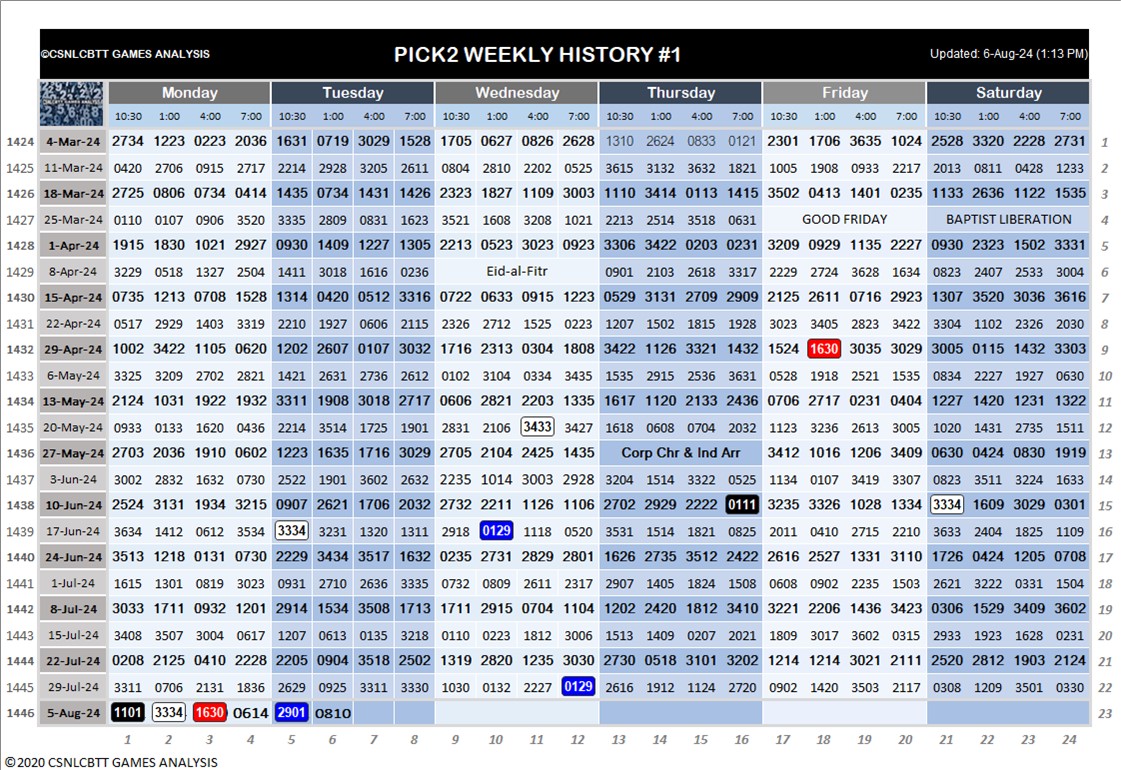 ©CSNLCBTT GAMES ANALYSIS PICK2 WEEKLY HISTORY #1 Updated: 6-Aug-24 (1:13 PM)
Monday Tuesday Wednesday Thursday Friday Saturday
CSNLCBTT GAMES ANALYSIS 10:30 1:00 4:00 7:00 10:30 1:00 4:00 7:00 10:30 1:00 4:00 7:00 10:30 1:00 4:00 7:00 10:30 1:00 4:00 7:00 10:30 1:00 4:00 7:00
1424 4-Mar-24 2734 1223 0223 2036 1631 0719 3029 1528 1705 0627 0826 2628 1310 2624 0833 0121 2301 1706 3635 1024 2528 3320 2228 2731 1
1425 11-Mar-24 0420 2706 0915 2717 2214 2928 3205 2611 0804 2810 2202 0525 3615 3132 3632 1821 1005 1908 0933 2217 2013 0811 0428 1233 2
1426 18-Mar-24 2725 0806 0734 0414 1435 0734 1431 1426 2323 1827 1109 3003 1110 3414 0113 1415 3502 0413 1401 0235 1133 2636 1122 1535 3
1427 25-Mar-24 0110 0107 0906 3520 3335 2809 0831 1623 3521 1608 3208 1021 2213 2514 3518 0631 GOOD FRIDAY BAPTIST LIBERATION 4
1428 1-Apr-24 1915 1830 1021 2927 0930 1409 1227 1305 2213 0523 3023 0923 3306 3422 0203 0231 3209 0929 1135 2227 0930 2323 1502 3331 5
1429 8-Apr-24 3229 0518 1327 2504 1411 3018 1616 0236 Eid-al-Fitr 0901 2103 2618 3317 2229 2724 3628 1634 0823 2407 2533 3004 6
1430 15-Apr-24 0735 1213 0708 1528 1314 0420 0512 3316 0722 0633 0915 1223 0529 3131 2709 2909 2125 2611 0716 2923 1307 3520 3036 3616 7
1431 22-Apr-24 0517 2929 1403 3319 2210 1927 0606 2115 2326 2712 1525 0223 1207 1502 1815 1928 3023 3405 2823 3422 3304 1102 2326 2030 8
1432 29-Apr-24 1002 3422 1105 0620 1202 2607 0107 3032 1716 2313 0304 1808 3422 1126 3321 1432 1524 1630 3035 3029 3005 0115 1432 3303 9
1433 6-May-24 3325 3209 2702 2821 1421 2631 2736 2612 0102 3104 0334 3435 1535 2915 2536 3631 0528 1918 2521 1535 0834 2227 1927 0630 10
1434 13-May-24 2124 1031 1922 1932 3311 1908 3018 2717 0606 2821 2203 1335 1617 1120 2133 2436 0706 2717 0231 0404 1227 1420 1231 1322 11
1435 20-May-24 0933 0133 1620 0436 2214 3514 1725 1901 2831 2106 3433 3427 1618 0608 0704 2032 1123 3236 2613 3005 1020 1431 2735 1511 12
1436 27-May-24 2703 2036 1910 0602 1223 1635 1716 3029 2705 2104 2425 1435 Corp Chr & Ind Arr 3412 1016 1206 3409 0630 0424 0830 1919 13
1437 3-Jun-24 3002 2832 1632 0730 2522 1901 3602 2632 2235 1014 3003 2928 3204 1514 3322 0525 1134 0107 3419 3307 0823 3511 3224 1633 14
1438 10-Jun-24 2524 3131 1934 3215 0907 2621 1706 2032 2732 2211 1126 1106 2702 2929 2222 0111 3235 3326 1028 1334 3334 1609 3029 0301 15
1439 17-Jun-24 3634 1412 0612 3534 3334 3231 1320 1311 2918 0129 1118 0520 3531 1514 1821 0825 2011 0410 2715 2210 3633 2404 1825 1109 16
1440 24-Jun-24 3513 1218 0131 0730 2229 3434 3517 1632 0235 2731 2829 2801 1626 2735 3512 2422 2616 2527 1331 3110 1726 0424 1205 0708 17
1441 1-Jul-24 1615 1301 0819 3023 0931 2710 2636 3335 0732 0809 2611 2317 2907 1405 1824 1508 0608 0902 2235 1503 2621 3222 0331 1504 18
1442 8-Jul-24 3033 1711 0932 1201 2914 1534 3508 1713 1711 2915 0704 1104 1202 2420 1812 3410 3221 2206 1436 3423 0306 1529 3409 3602 19
1443 15-Jul-24 3408 3507 3004 0617 1207 0613 0135 3218 0110 0223 1812 3006 1513 1409 0207 2021 1809 3017 3602 0315 2933 1923 1628 0231 20
1444 22-Jul-24 0208 2125 0410 2228 2205 0904 3518 2502 1319 2820 1235 3030 2730 0518 3101 3202 1214 1214 3021 2111 2520 2812 1903 2124 21
1445 29-Jul-24 3311 0706 2131 1836 2629 0925 3311 3330 1030 0132 2227 0129 2616 1912 1124 2720 0902 1420 3503 2117 0308 1209 3501 0330 22
1446 5-Aug-24 1101 3334 1630 0614 2901 0810 23
1 2 3 4 5 6 7 8 9 10 11 12 13 14 15 16 17 18 19 20 21 22 23 24
©2020 CSNLCBTT GAMES ANALYSIS